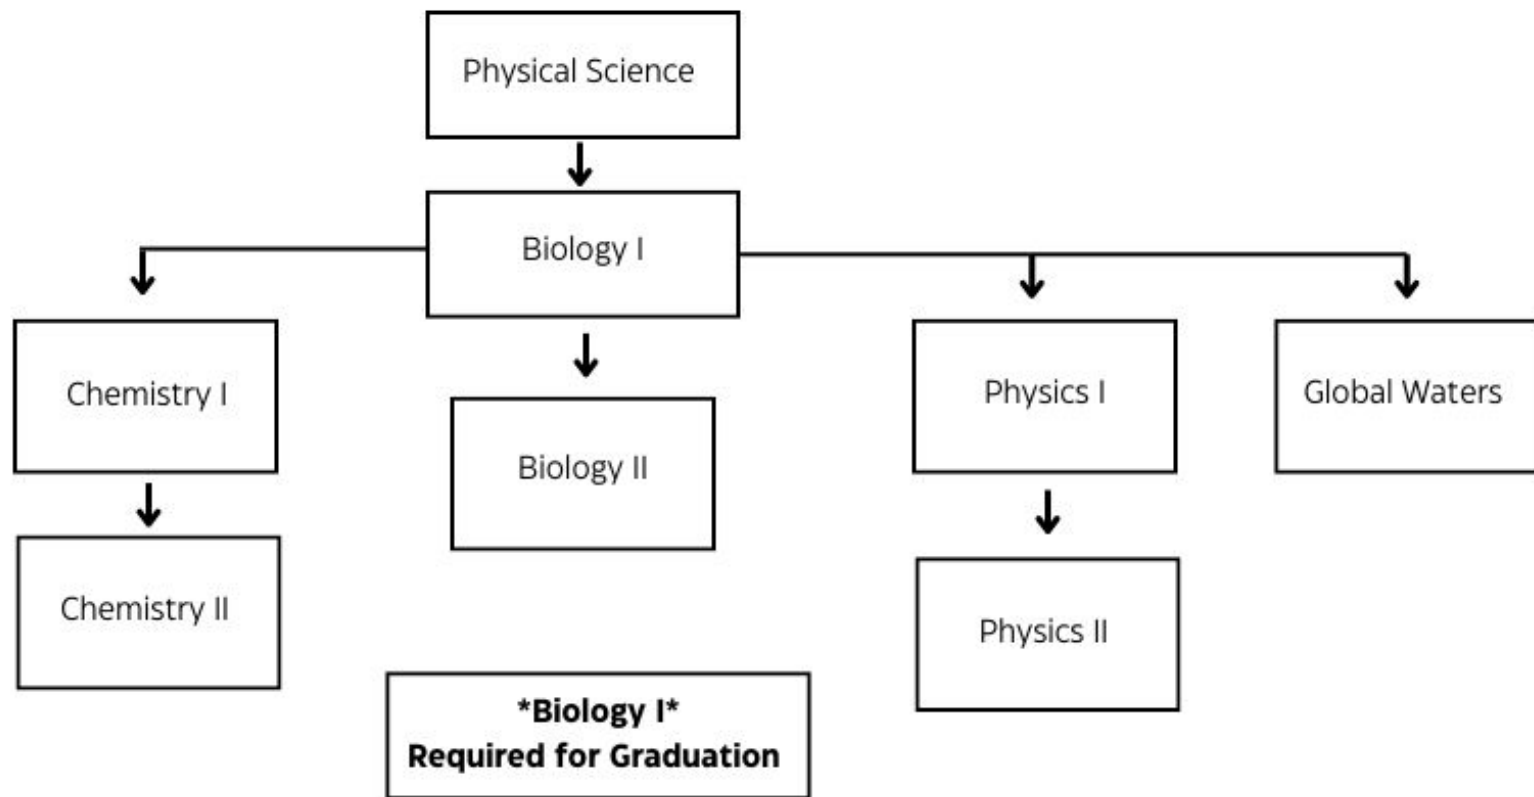 Physical Science
Biology I
Chemistry I
Physics I
Global Waters
Biology II
Chemistry II
Physics II
*Biology I*
Required for Graduation